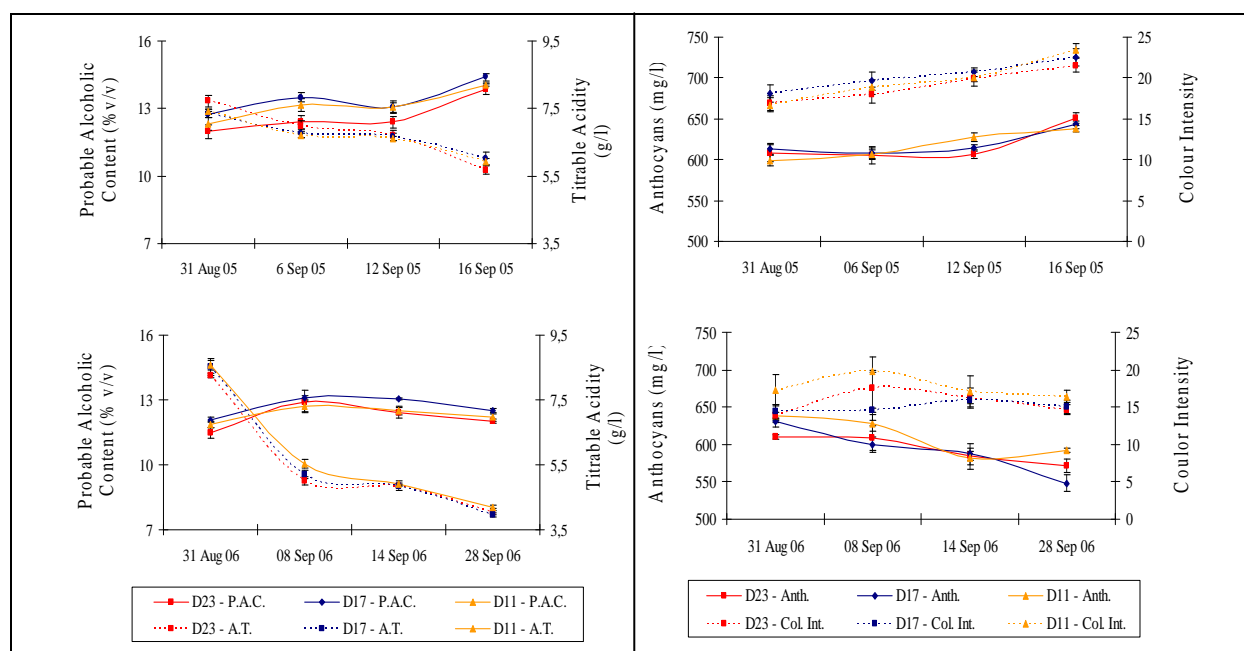 Probable Alcoholic
Content (% v/v)
16
13
10
7
9,5
7,5
5,5
3,5
Titrable Acidity
(g/l)
31 Aug 05 6 Sep 05 12 Sep 05 16 Sep 05
Anthocyans (mg/l)
750
700
650
600
550
500
25
20
15
10
5
0
Colour Intensity
31 Aug 05 06 Sep 05 12 Sep 05 16 Sep 05
Probable Alcoholic
Content (% v/v)
16
13
10
7
9,5
7,5
5,5
3,5
Titrable Acidity
(g/l)
31 Aug 06 08 Sep 06 14 Sep 06 28 Sep 06
D23 - P.A.C. D17 - P.A.C. D11 - P.A.C.
D23 - A.T. D17 - A.T. D11 - A.T.
Anthocyans (mg/l)
750
700
650
600
550
500
25
20
15
10
5
0
Coulor Intensity
31 Aug 06 08 Sep 06 14 Sep 06 28 Sep 06
D23 - Anth. D17 - Anth. D11 - Anth.
D23 - Col. Int. D17 - Col. Int. D11 - Col. Int.